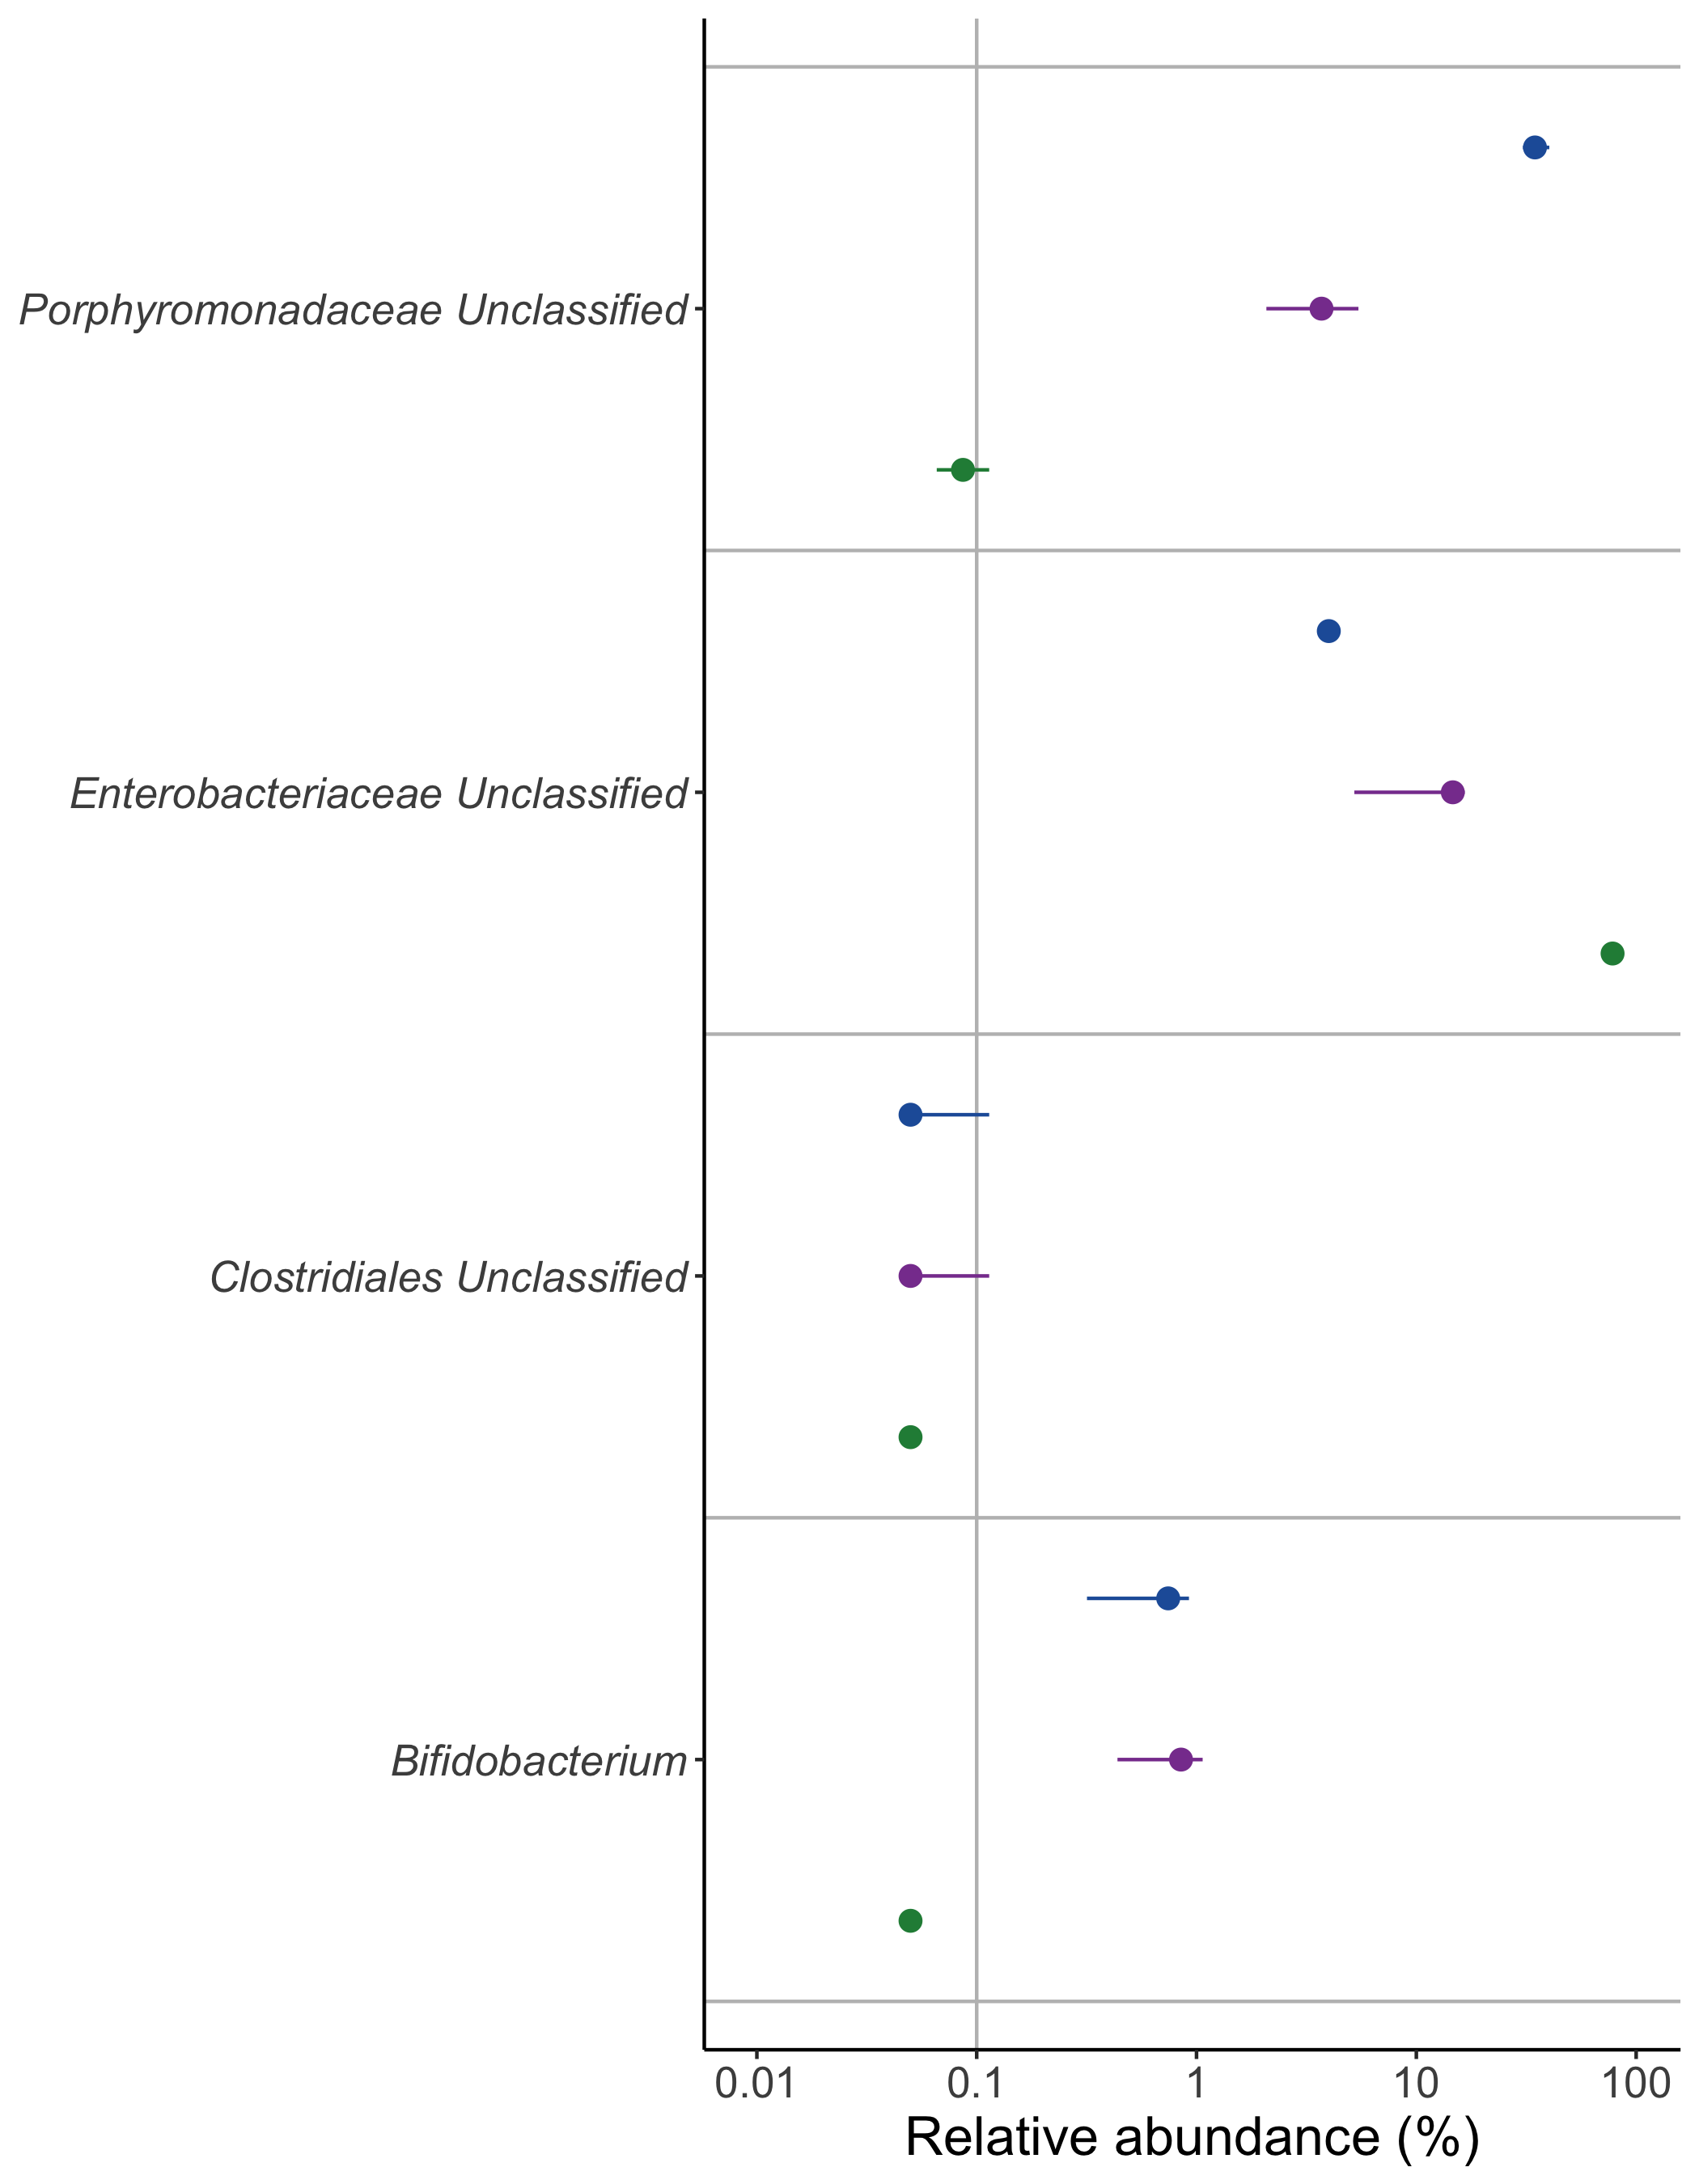 Porphyromonadaceae Unclassified
Enterobacteriaceae Unclassified
Clostridiales Unclassified
Bifidobacterium
0.01 0.1 1 10 100
Relative abundance (%)